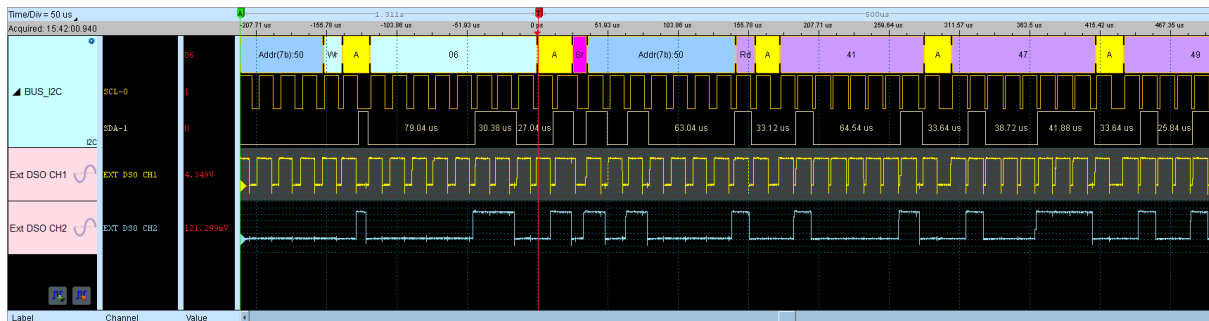 Time/Div = 50 us
1.311s
500us
Acquired: 15:42:00.940
-207.71 us -155.78 us -103.86 us -51.93 us 0 ps 51.93 us 103.86 us 155.78 us 207.71 us 259.64 us 311.57 us 363.5 us 415.42 us 467.35 us
06 Addr(7b):50 Wr A 06 A Sr Addr(7b):50 Rd A 41 A 47 A 49
BUS_I2C SCL-0 1
SDA-1 0 79.04 us 30.38 us 27.04 us 63.04 us 33.12 us 64.54 us 33.64 us 38.72 us 41.88 us 33.64 us 25.84 us
I2C
Ext DSO CH1 EXT DSO CH1 4.349V
Ext DSO CH2 EXT DSO CH2 121.299mV
Label Channel Value